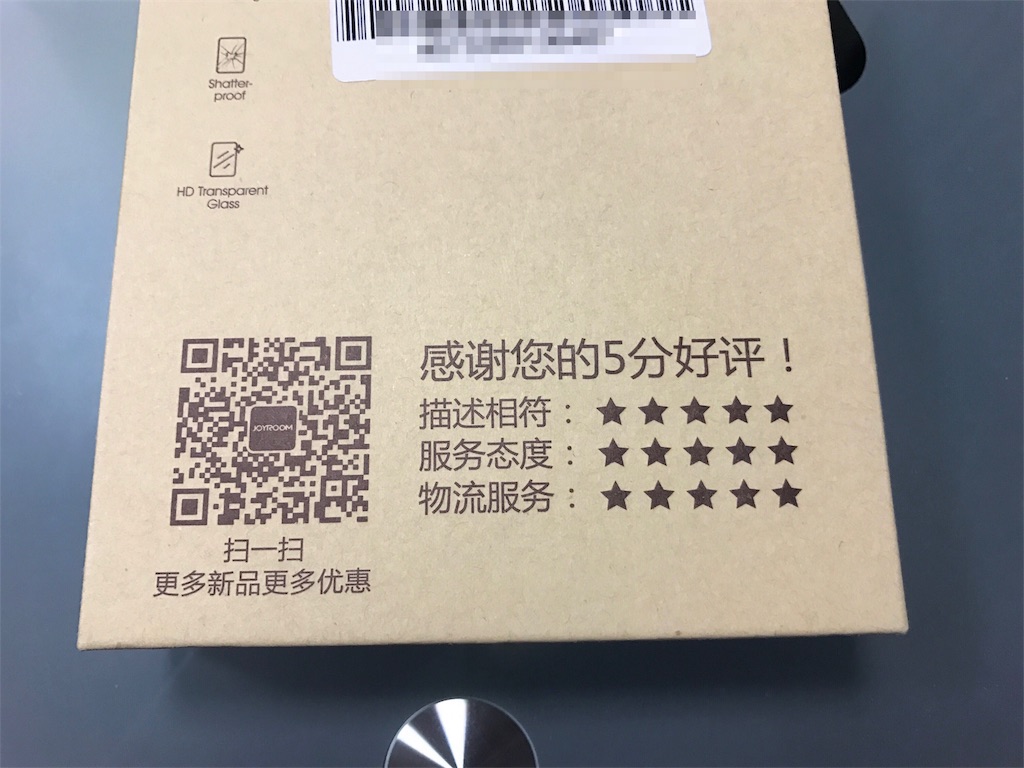 Shatter-
proof
HD Transparent
Glass
JOYROOM
扫一扫
更多新品更多优惠
感谢您的5分好评！
描述相符：★★★★★
服务态度：★★★★★
物流服务：★★★★★